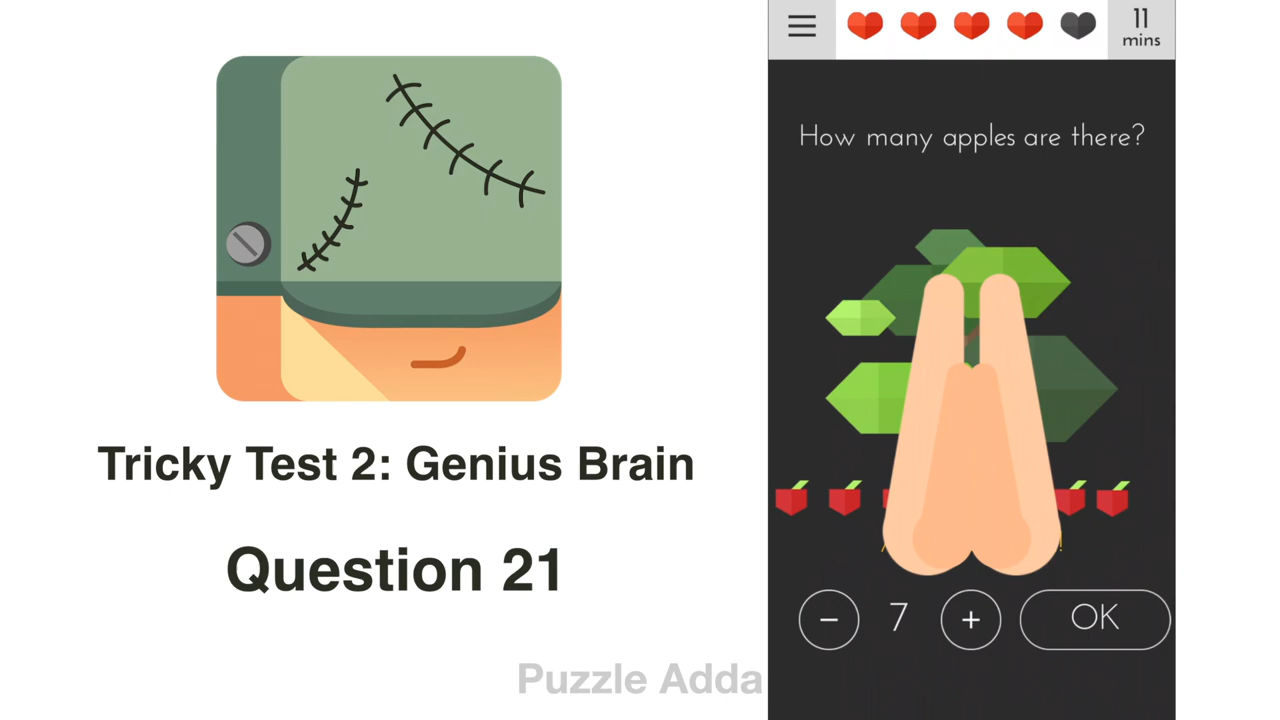 11
mins
How many apples are there?
Tricky Test 2: Genius Brain
Question 21
− 7 + OK
Puzzle Adda